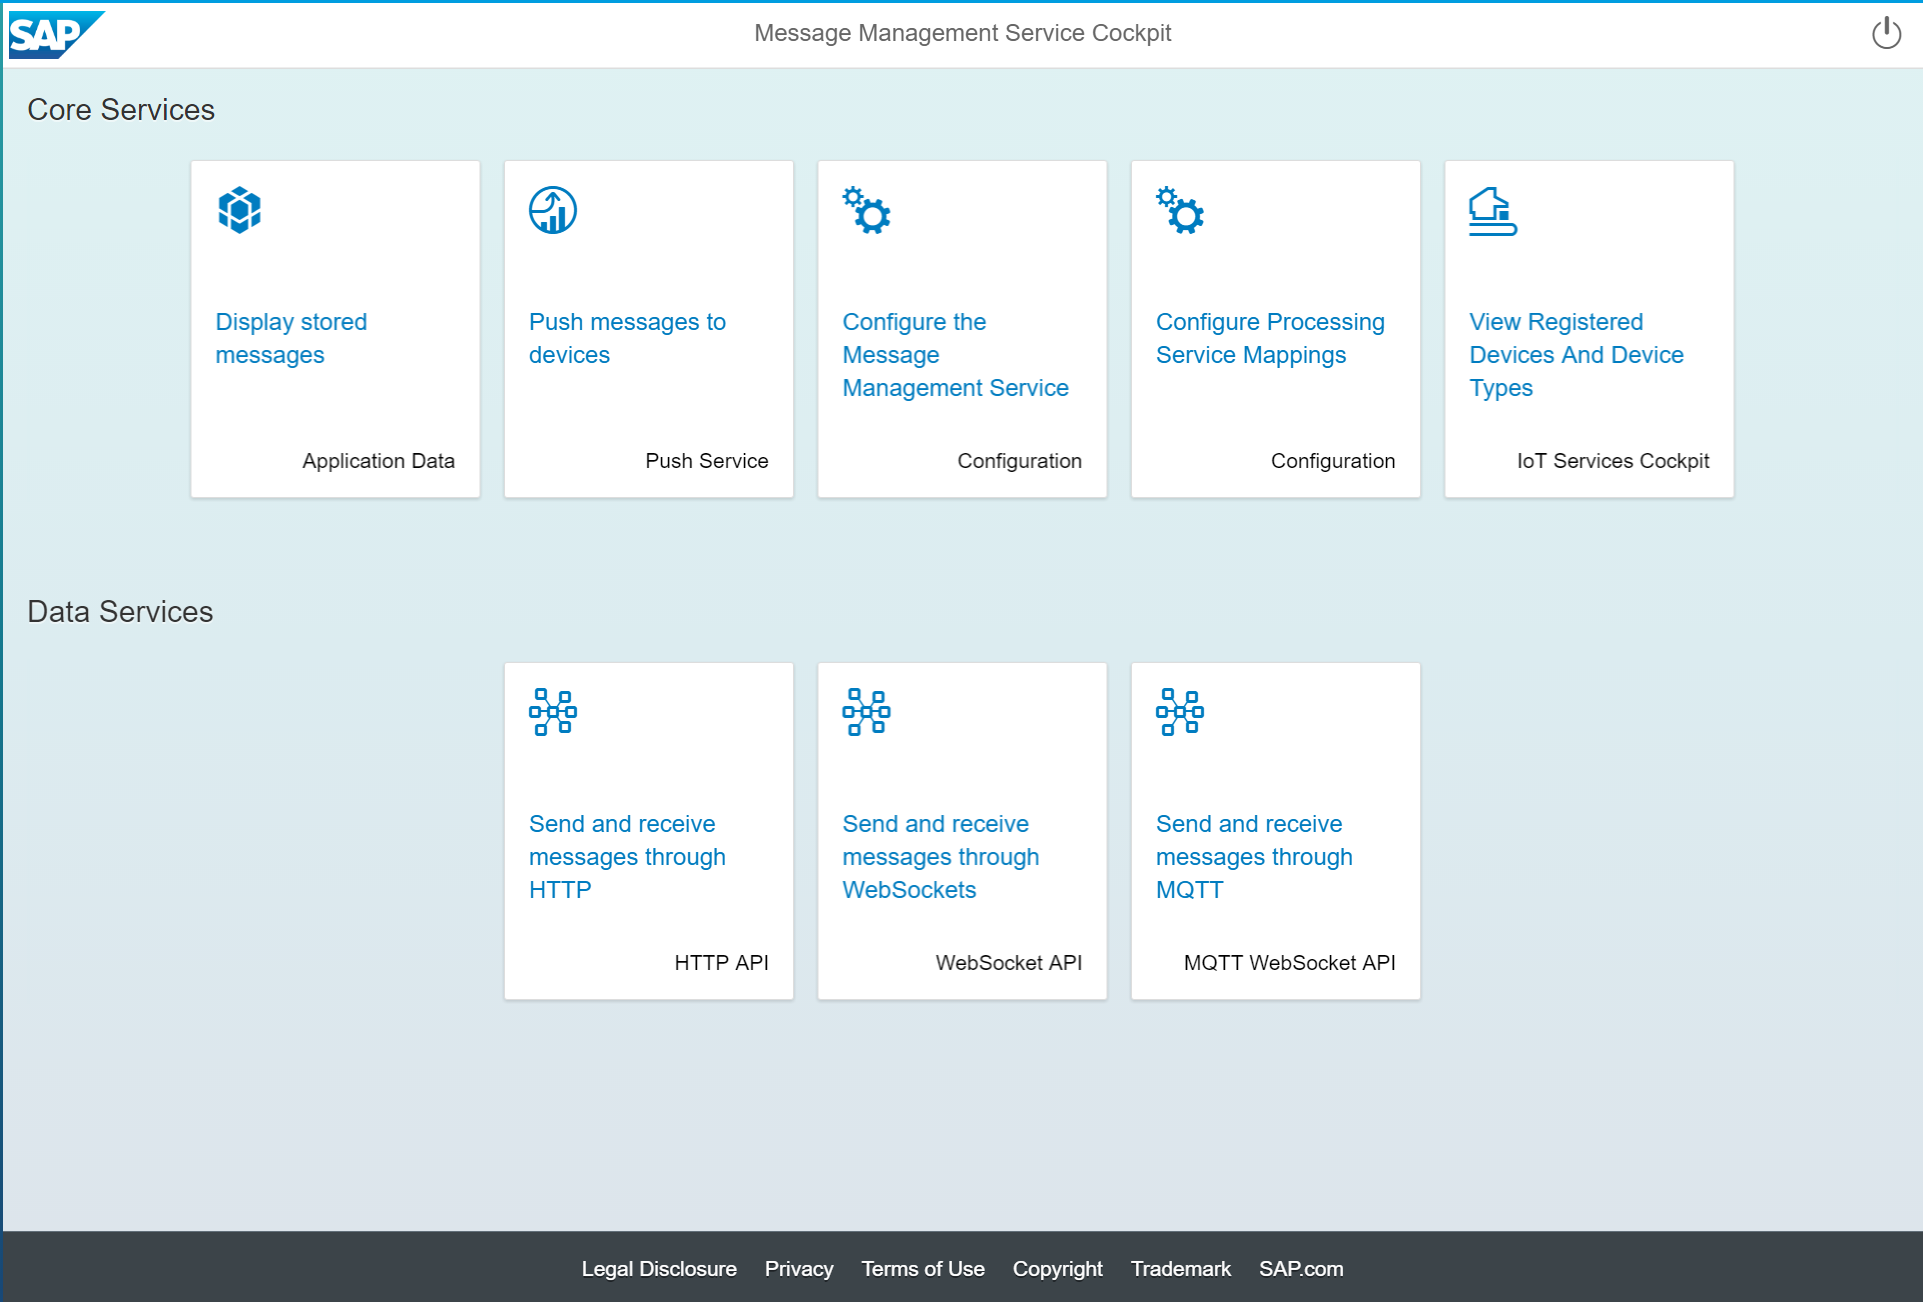 SAP
Message Management Service Cockpit
Core Services
Display stored
messages
Application Data
Push messages to
devices
Push Service
Configure the
Message
Management Service
Configuration
Configure Processing
Service Mappings
Configuration
View Registered
Devices And Device
Types
IoT Services Cockpit
Data Services
Send and receive
messages through
HTTP
HTTP API
Send and receive
messages through
WebSockets
WebSocket API
Send and receive
messages through
MQTT
MQTT WebSocket API
Legal Disclosure Privacy Terms of Use Copyright Trademark SAP.com